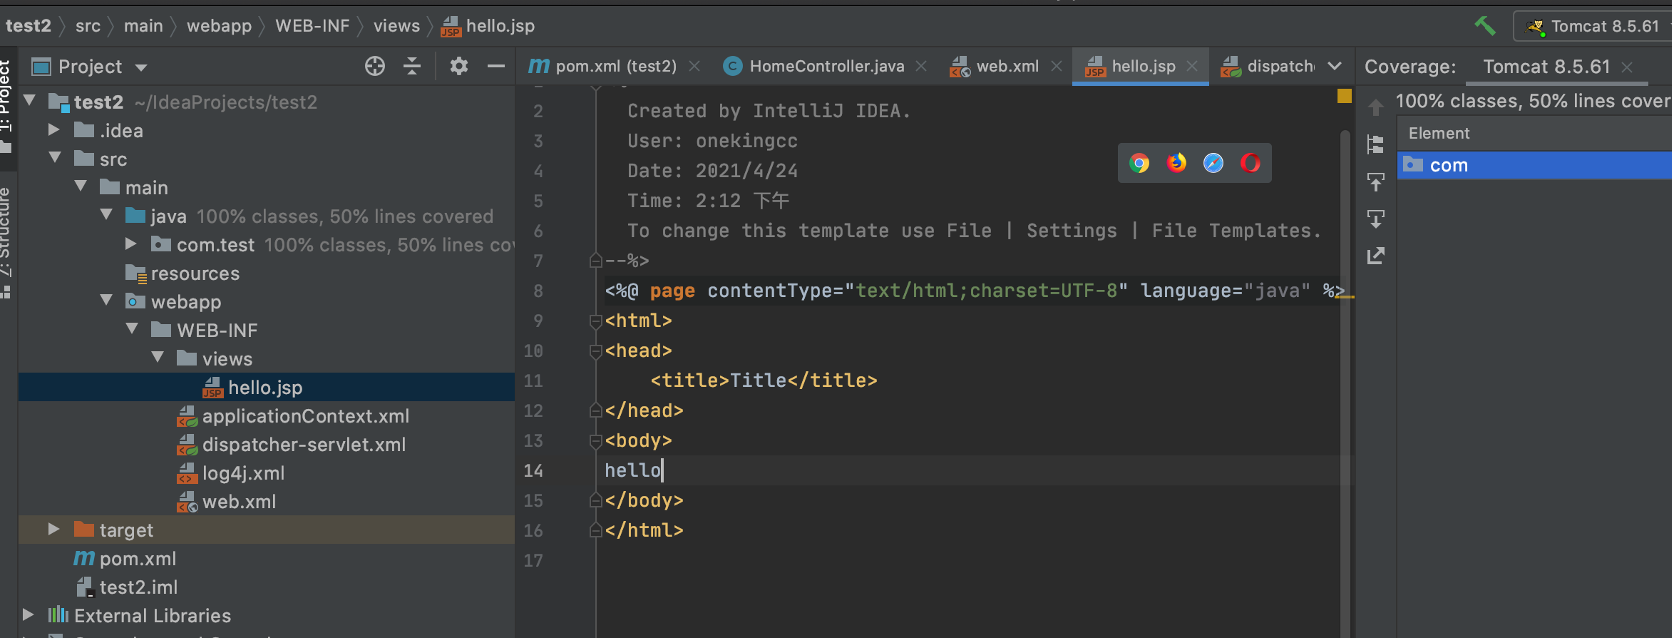 test2 src main webapp WEB-INF views hello.jsp
Tomcat 8.5.61
Project
pom.xml (test2) HomeController.java web.xml hello.jsp dispatch
Coverage: Tomcat 8.5.61
1: Project
7: Structure
test2 ~/IdeaProjects/test2
.idea
src
main
java 100% classes, 50% lines covered
com.test 100% classes, 50% lines cov
resources
webapp
WEB-INF
views
hello.jsp
applicationContext.xml
dispatcher-servlet.xml
log4j.xml
web.xml
target
pom.xml
test2.iml
External Libraries
2 Created by IntelliJ IDEA.
3 User: onekingcc
4 Date: 2021/4/24
5 Time: 2:12 下午
6 To change this template use File | Settings | File Templates.
7 --%>
8 <%@ page contentType="text/html;charset=UTF-8" language="java" %>
9 <html>
10 <head>
11 <title>Title</title>
12 </head>
13 <body>
14 hello
15 </body>
16 </html>
17
100% classes, 50% lines cover
Element
com